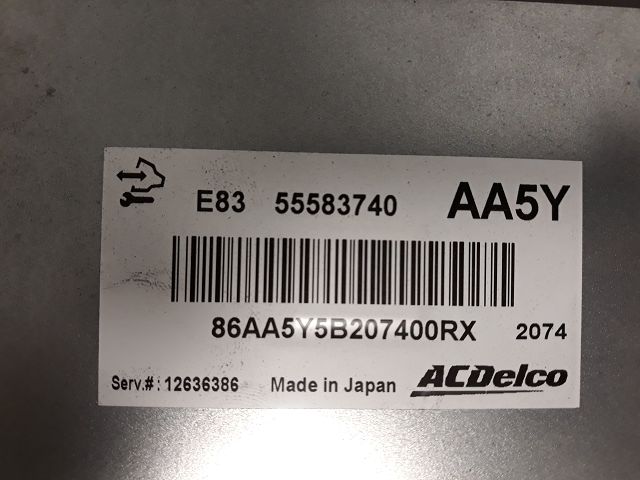 E83 55583740 AA5Y
86AA5Y5B207400RX 2074
Serv.#: 12636386 Made in Japan ACDelco